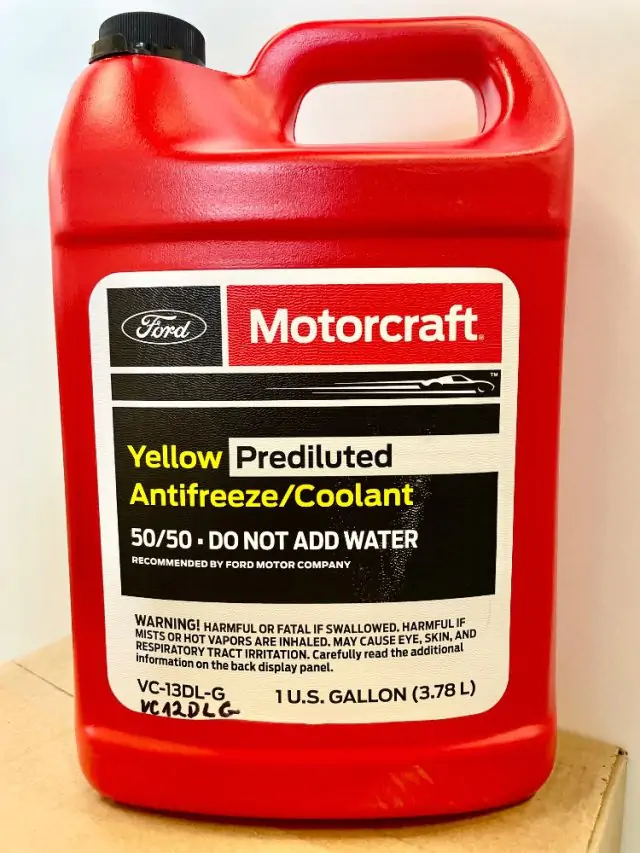 Ford
Motorcraft®
™
Yellow Prediluted
Antifreeze/Coolant
50/50 • DO NOT ADD WATER
RECOMMENDED BY FORD MOTOR COMPANY
WARNING! HARMFUL OR FATAL IF SWALLOWED. HARMFUL IF
MISTS OR HOT VAPORS ARE INHALED. MAY CAUSE EYE, SKIN, AND
RESPIRATORY TRACT IRRITATION. Carefully read the additional
information on the back display panel.
VC-13DL-G 1 U.S. GALLON (3.78 L)
VC12DLG